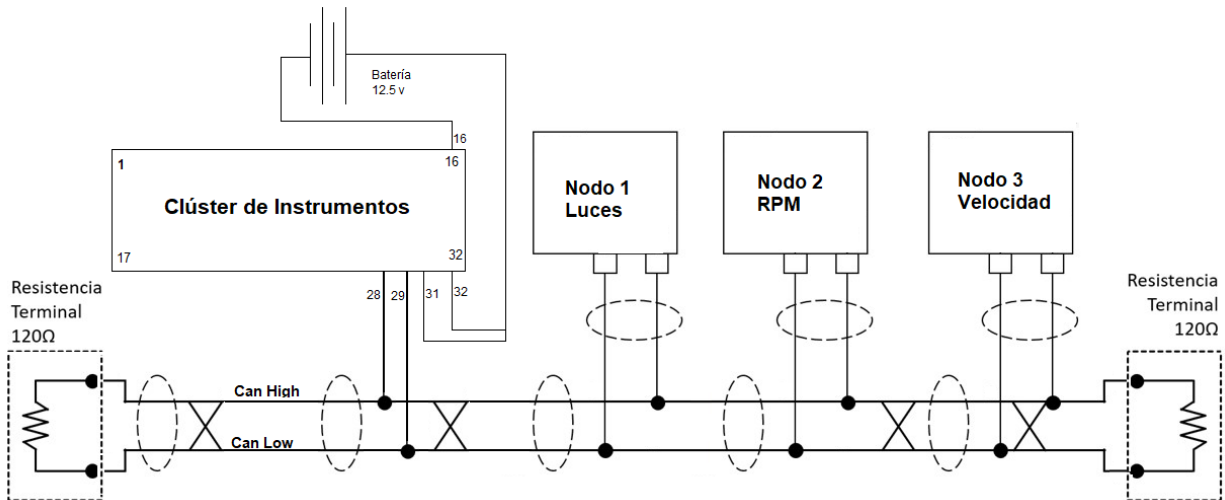 Batería
12.5 v
16
1
16
Clúster de Instrumentos
17
32
28
29
31
32
Nodo 1
Luces
Nodo 2
RPM
Nodo 3
Velocidad
Resistencia
Terminal
120Ω
Resistencia
Terminal
120Ω
Can High
Can Low